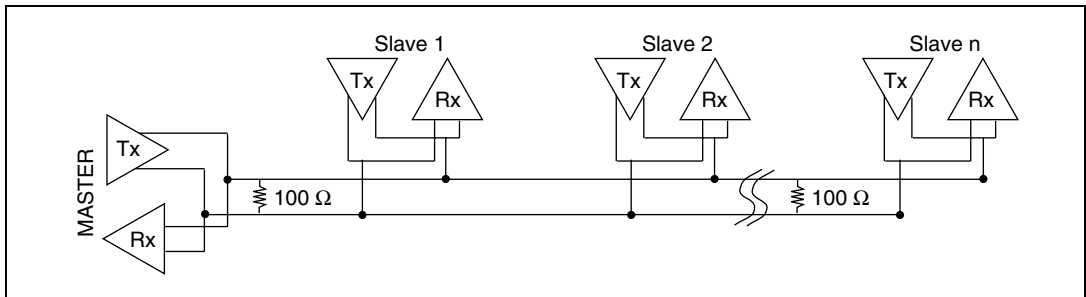 Slave 1
Slave 2
Slave n
Tx
Rx
Tx
Rx
Tx
Rx
MASTER
Tx
Rx
100 Ω
100 Ω